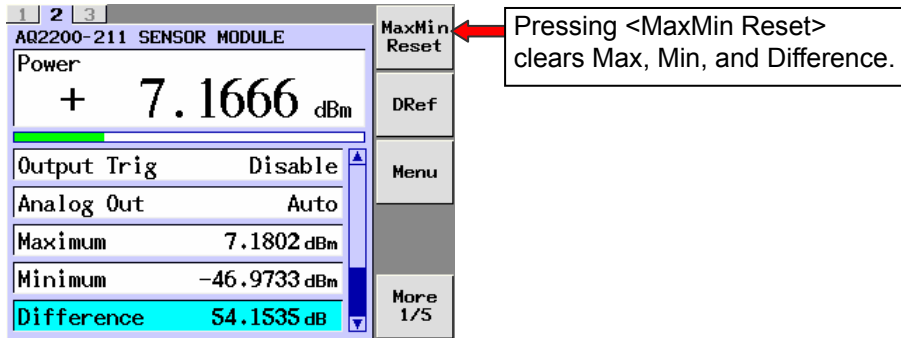 1 2 3
AQ2200-211 SENSOR MODULE
Power
+ 7.1666 dBm
Output Trig Disable
Analog Out Auto
Maximum 7.1802 dBm
Minimum -46.9733 dBm
Difference 54.1535 dB
MaxMin
Reset
DRef
Menu
More
1/5
Pressing <MaxMin Reset>
clears Max, Min, and Difference.